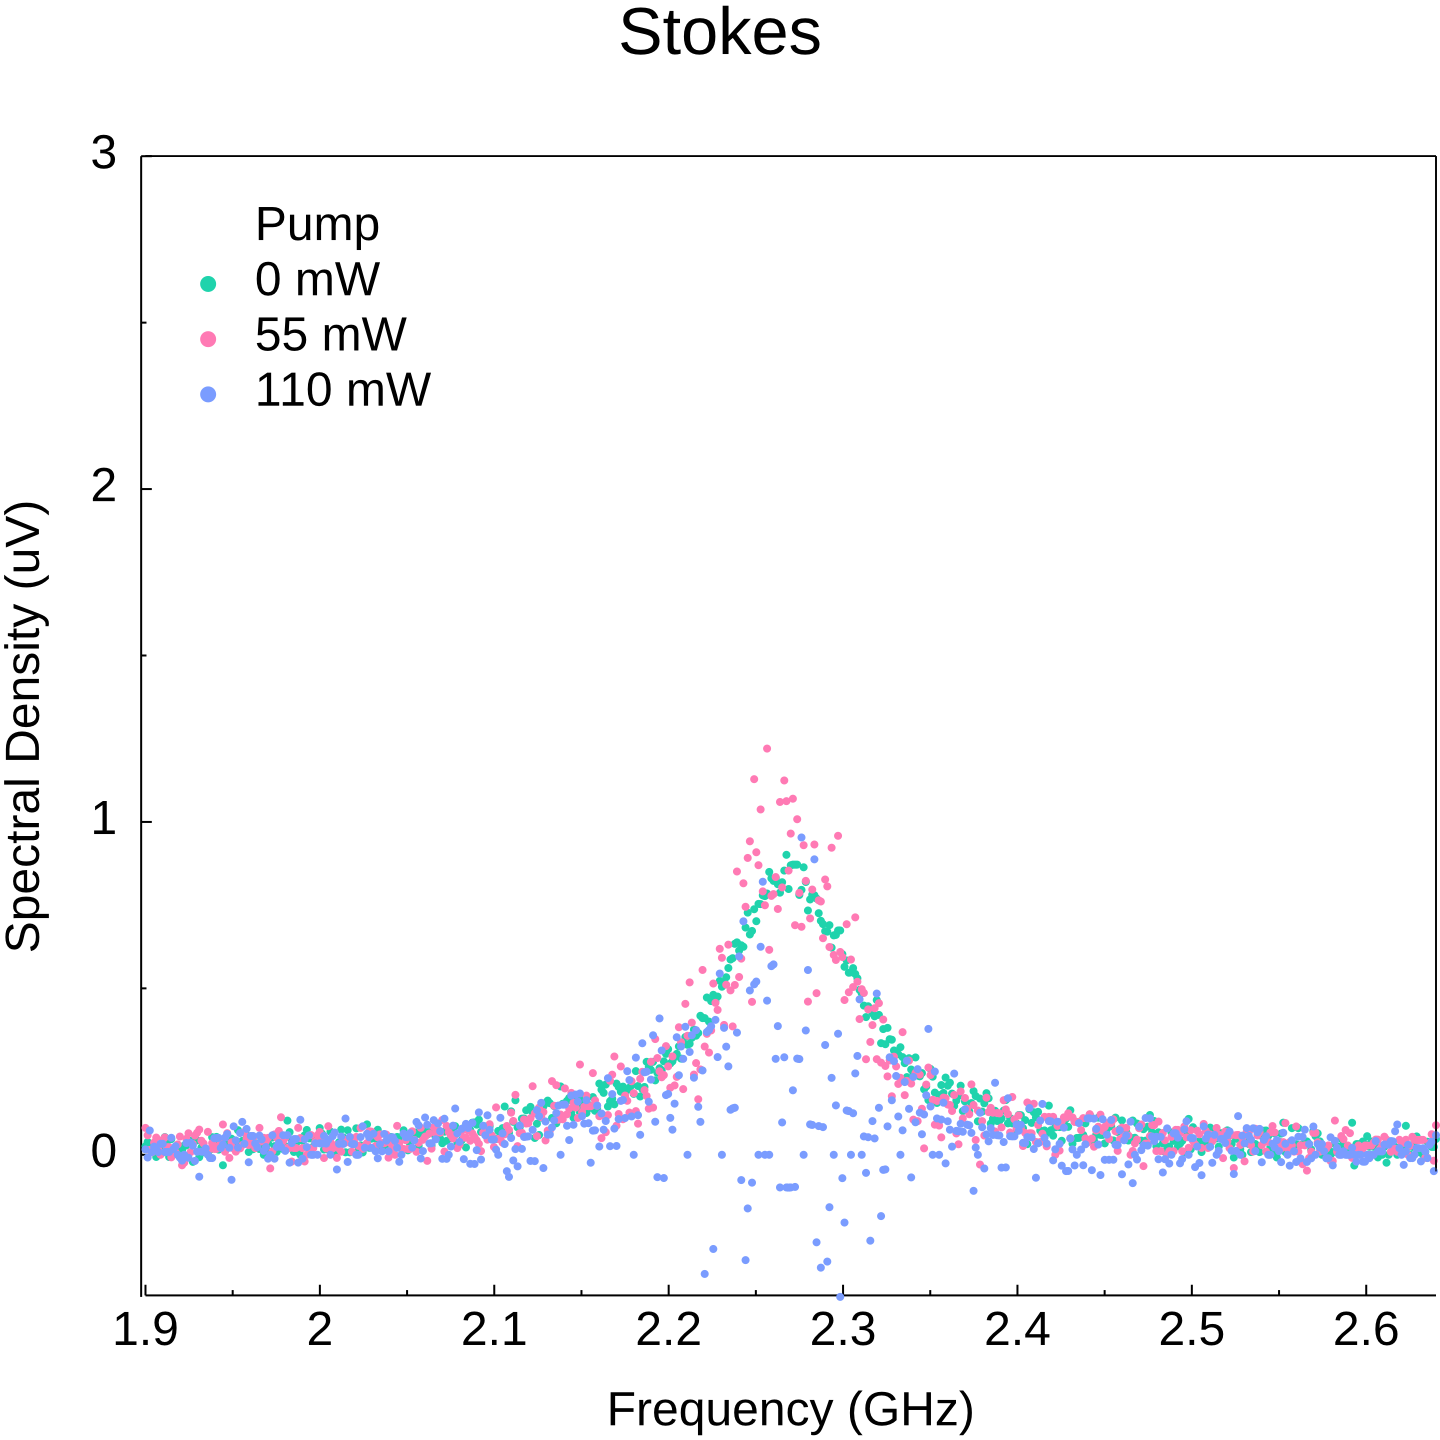 Stokes
3
Pump
0 mW
55 mW
110 mW
2
1
0
Spectral Density (uV)
1.9 2 2.1 2.2 2.3 2.4 2.5 2.6
Frequency (GHz)